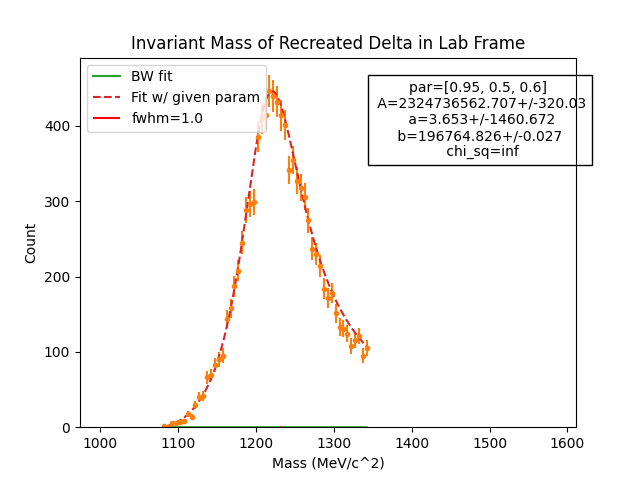 Invariant Mass of Recreated Delta in Lab Frame
BW fit
Fit w/ given param
fwhm=1.0
par=[0.95, 0.5, 0.6]
A=2324736562.707+/-320.03
a=3.653+/-1460.672
b=196764.826+/-0.027
chi_sq=inf
Count
400
300
200
100
0
1000 1100 1200 1300 1400 1500 1600
Mass (MeV/c^2)